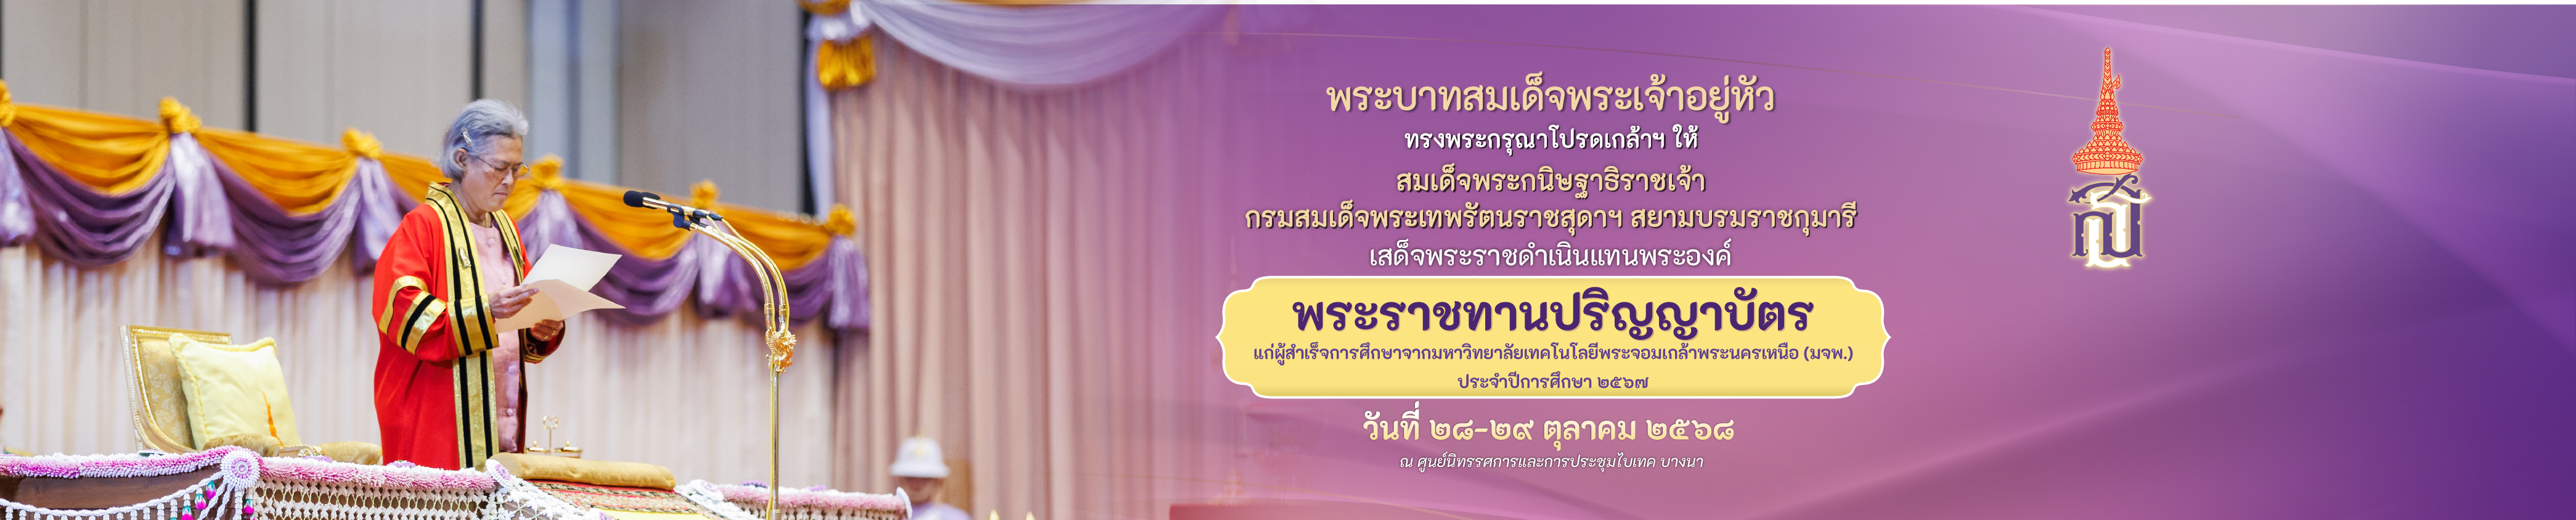 พระบาทสมเด็จพระเจ้าอยู่หัว
ทรงพระกรุณาโปรดเกล้าฯ ให้
สมเด็จพระกนิษฐาธิราชเจ้า
กรมสมเด็จพระเทพรัตนราชสุดาฯ สยามบรมราชกุมารี
เสด็จพระราชดำเนินแทนพระองค์
พระราชทานปริญญาบัตร
แก่ผู้สำเร็จการศึกษาจากมหาวิทยาลัยเทคโนโลยีพระจอมเกล้าพระนครเหนือ (มจพ.)
ประจำปีการศึกษา ๒๕๖๗
วันที่ ๒๘-๒๙ ตุลาคม ๒๕๖๘
ณ ศูนย์นิทรรศการและการประชุมไบเทค บางนา